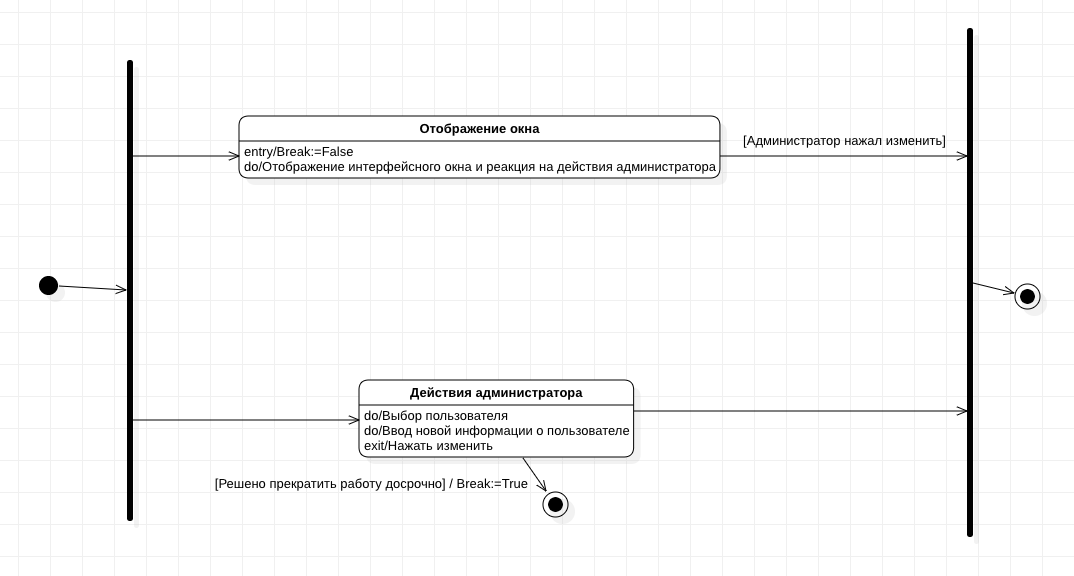 Отображение окна
entry/Break:=False
do/Отображение интерфейсного окна и реакция на действия администратора
[Администратор нажал изменить]
Действия администратора
do/Выбор пользователя
do/Ввод новой информации о пользователе
exit/Нажать изменить
[Решено прекратить работу досрочно] / Break:=True